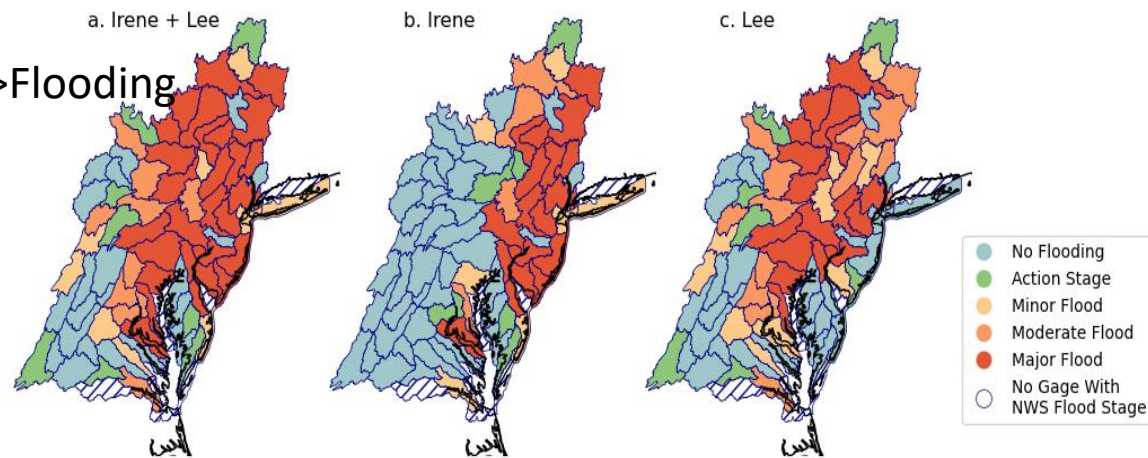 a. Irene + Lee
b. Irene
c. Lee
>Flooding
No Flooding
Action Stage
Minor Flood
Moderate Flood
Major Flood
No Gage With
NWS Flood Stage